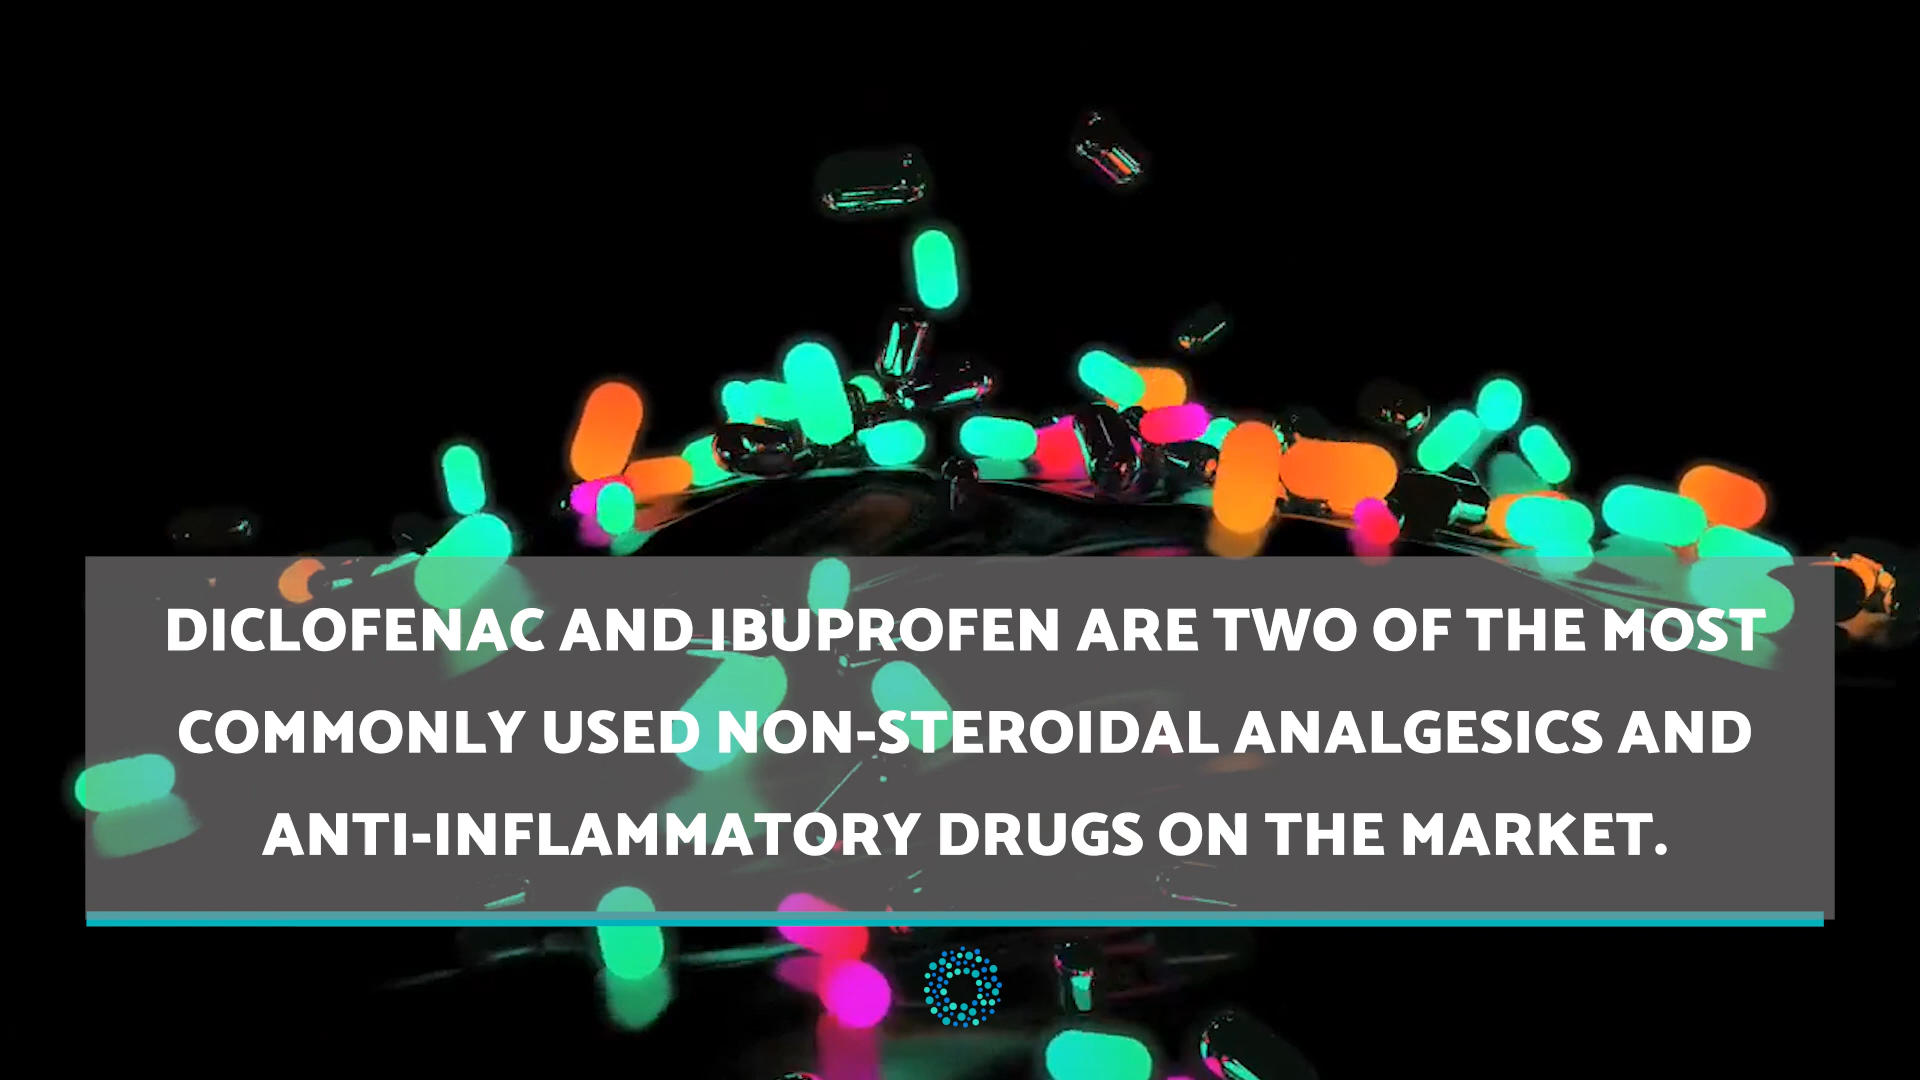 DICLOFENAC AND IBUPROFEN ARE TWO OF THE MOST
COMMONLY USED NON-STEROIDAL ANALGESICS AND
ANTI-INFLAMMATORY DRUGS ON THE MARKET.